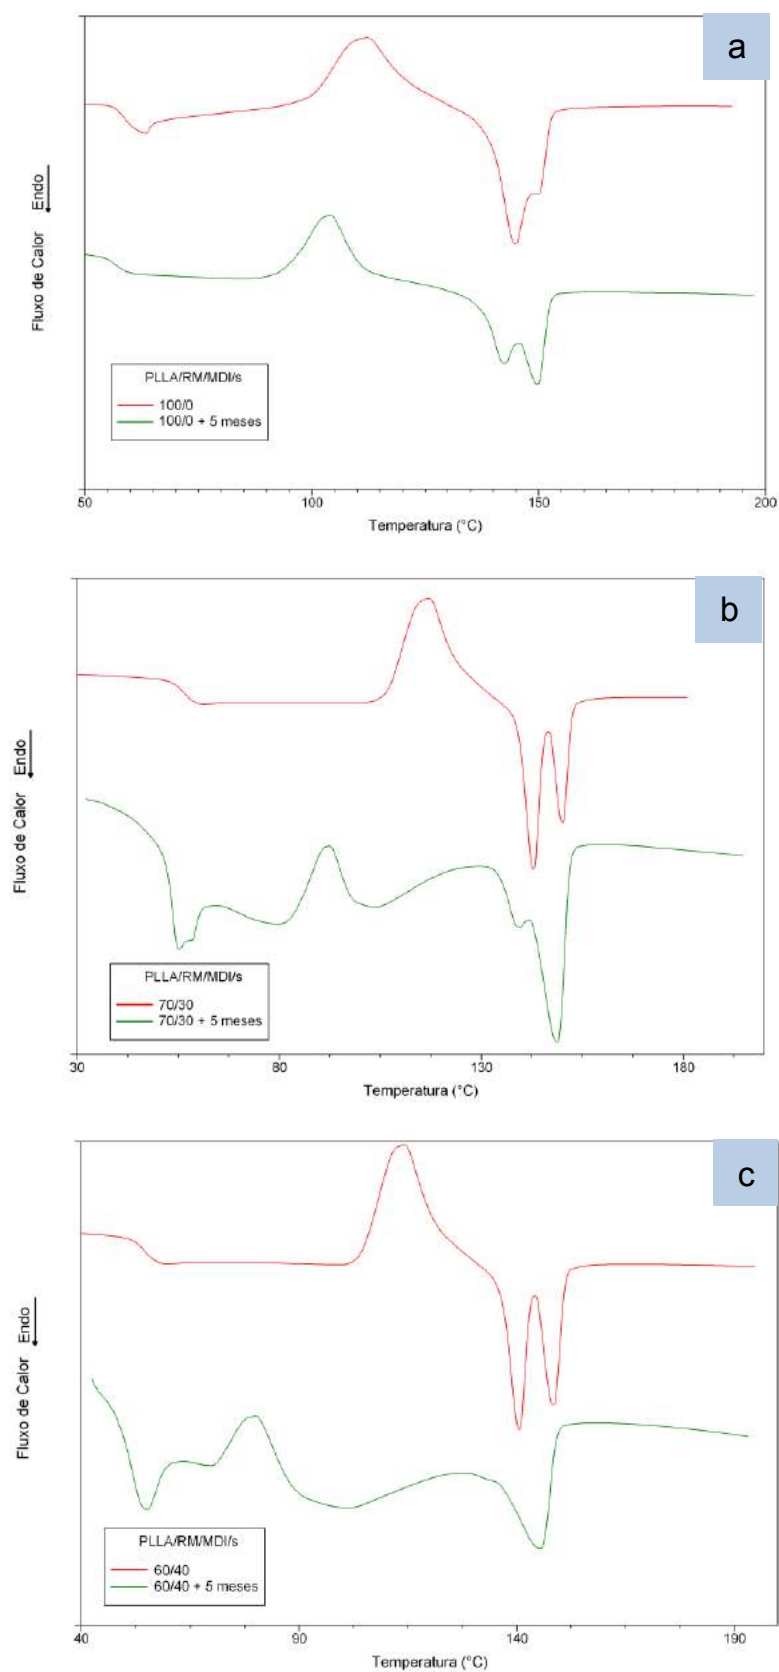 a
Fluxo de Calor Endo
PLLA/RM/MDI/s
100/0
100/0 + 5 meses
50 100 150 200
Temperatura (°C)
b
Fluxo de Calor Endo
PLLA/RM/MDI/s
70/30
70/30 + 5 meses
30 80 130 180
Temperatura (°C)
c
Fluxo de Calor Endo
PLLA/RM/MDI/s
60/40
60/40 + 5 meses
40 90 140 190
Temperatura (°C)